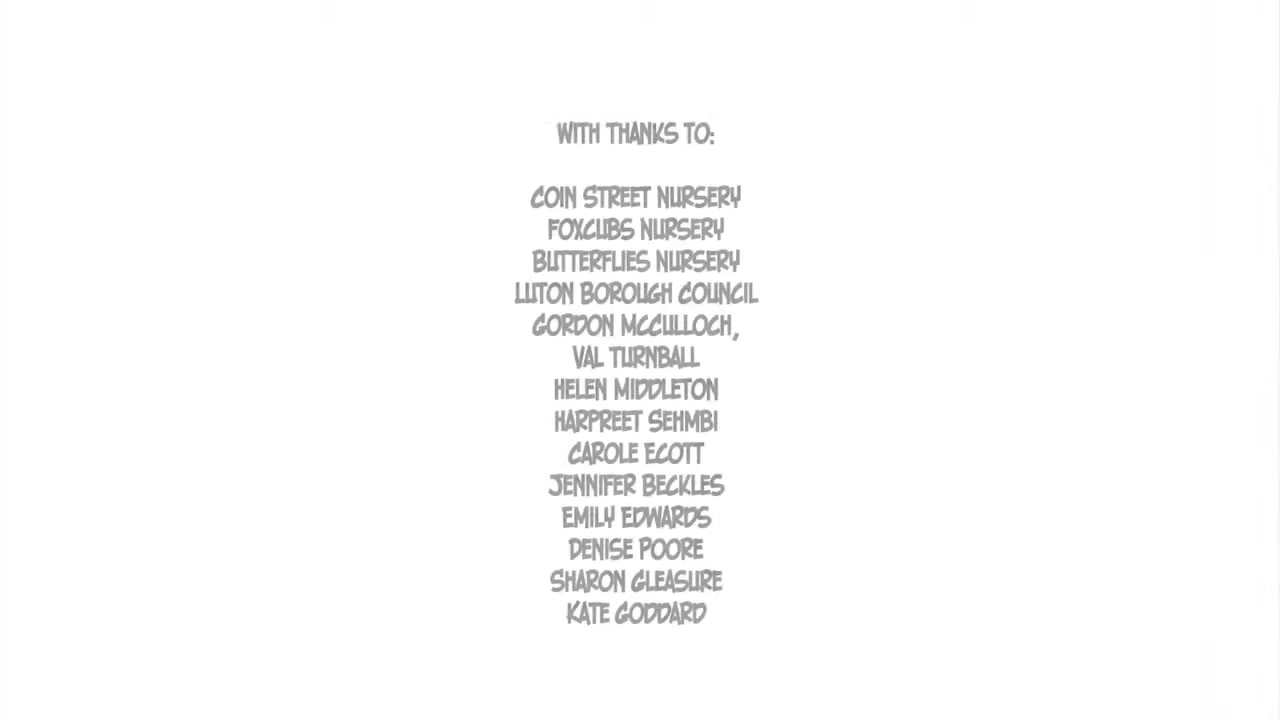 WITH THANKS TO:
COIN STREET NURSERY
FOXCUBS NURSERY
BUTTERFLIES NURSERY
LUTON BOROUGH COUNCIL
GORDON MCCULLOCH,
VAL TURNBALL
HELEN MIDDLETON
HARPREET SEHMBI
CAROLE ECOTT
JENNIFER BECKLES
EMILY EDWARDS
DENISE POORE
SHARON GLEASURE
KATE GODDARD